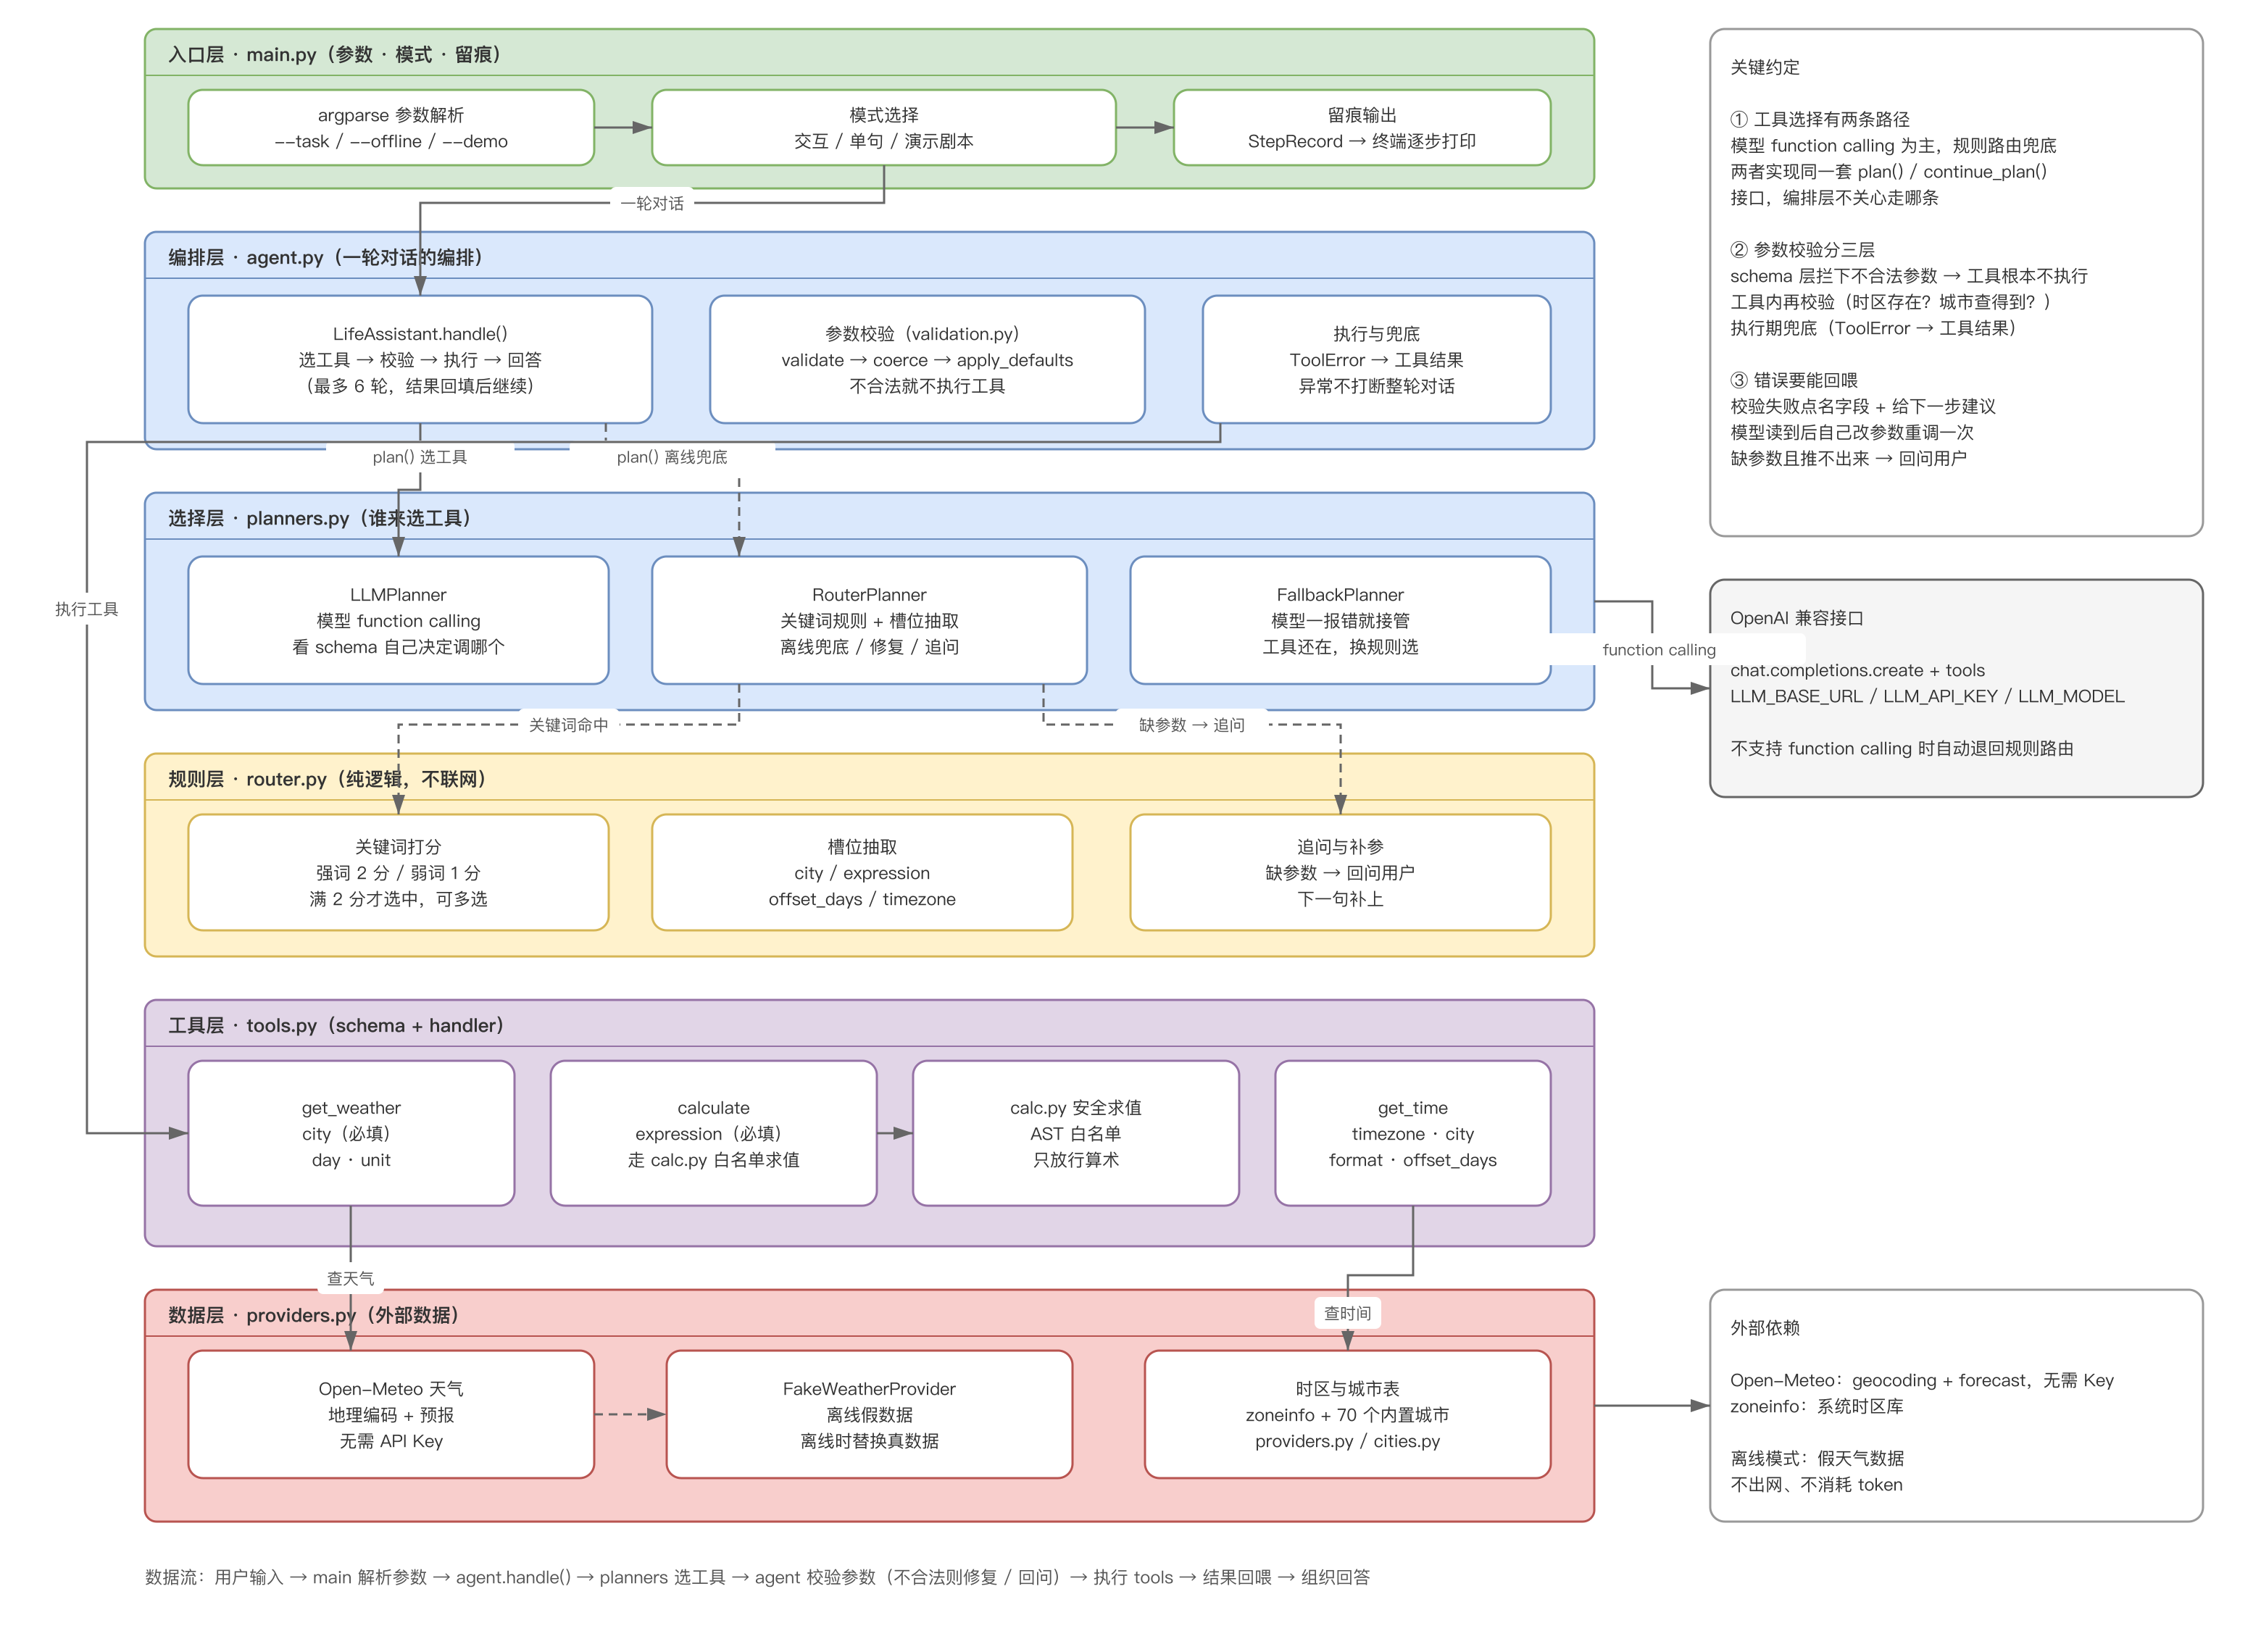 入口层 · main.py（参数 · 模式 · 留痕）
argparse 参数解析
--task / --offline / --demo
模式选择
交互 / 单句 / 演示剧本
留痕输出
StepRecord → 终端逐步打印
一轮对话
编排层 · agent.py（一轮对话的编排）
LifeAssistant.handle()
选工具 → 校验 → 执行 → 回答
（最多 6 轮，结果回填后继续）
参数校验（validation.py）
validate → coerce → apply_defaults
不合法就不执行工具
执行与兜底
ToolError → 工具结果
异常不打断整轮对话
plan() 选工具
plan() 离线兜底
选择层 · planners.py（谁来选工具）
LLMPlanner
模型 function calling
看 schema 自己决定调哪个
RouterPlanner
关键词规则 + 槽位抽取
离线兜底 / 修复 / 追问
FallbackPlanner
模型一报错就接管
工具还在，换规则选
执行工具
function calling
关键词命中
缺参数 → 追问
规则层 · router.py（纯逻辑，不联网）
关键词打分
强词 2 分 / 弱词 1 分
满 2 分才选中，可多选
槽位抽取
city / expression
offset_days / timezone
追问与补参
缺参数 → 回问用户
下一句补上
工具层 · tools.py（schema + handler）
get_weather
city（必填）
day · unit
calculate
expression（必填）
走 calc.py 白名单求值
calc.py 安全求值
AST 白名单
只放行算术
get_time
timezone · city
format · offset_days
查天气
查时间
数据层 · providers.py（外部数据）
Open-Meteo 天气
地理编码 + 预报
无需 API Key
FakeWeatherProvider
离线假数据
离线时替换真数据
时区与城市表
zoneinfo + 70 个内置城市
providers.py / cities.py
关键约定
① 工具选择有两条路径
模型 function calling 为主，规则路由兜底
两者实现同一套 plan() / continue_plan()
接口，编排层不关心走哪条
② 参数校验分三层
schema 层拦下不合法参数 → 工具根本不执行
工具内再校验（时区存在？城市查得到？）
执行期兜底（ToolError → 工具结果）
③ 错误要能回喂
校验失败点名字段 + 给下一步建议
模型读到后自己改参数重调一次
缺参数且推不出来 → 回问用户
OpenAI 兼容接口
chat.completions.create + tools
LLM_BASE_URL / LLM_API_KEY / LLM_MODEL
不支持 function calling 时自动退回规则路由
外部依赖
Open-Meteo：geocoding + forecast，无需 Key
zoneinfo：系统时区库
离线模式：假天气数据
不出网、不消耗 token
数据流：用户输入 → main 解析参数 → agent.handle() → planners 选工具 → agent 校验参数（不合法则修复 / 回问）→ 执行 tools → 结果回喂 → 组织回答